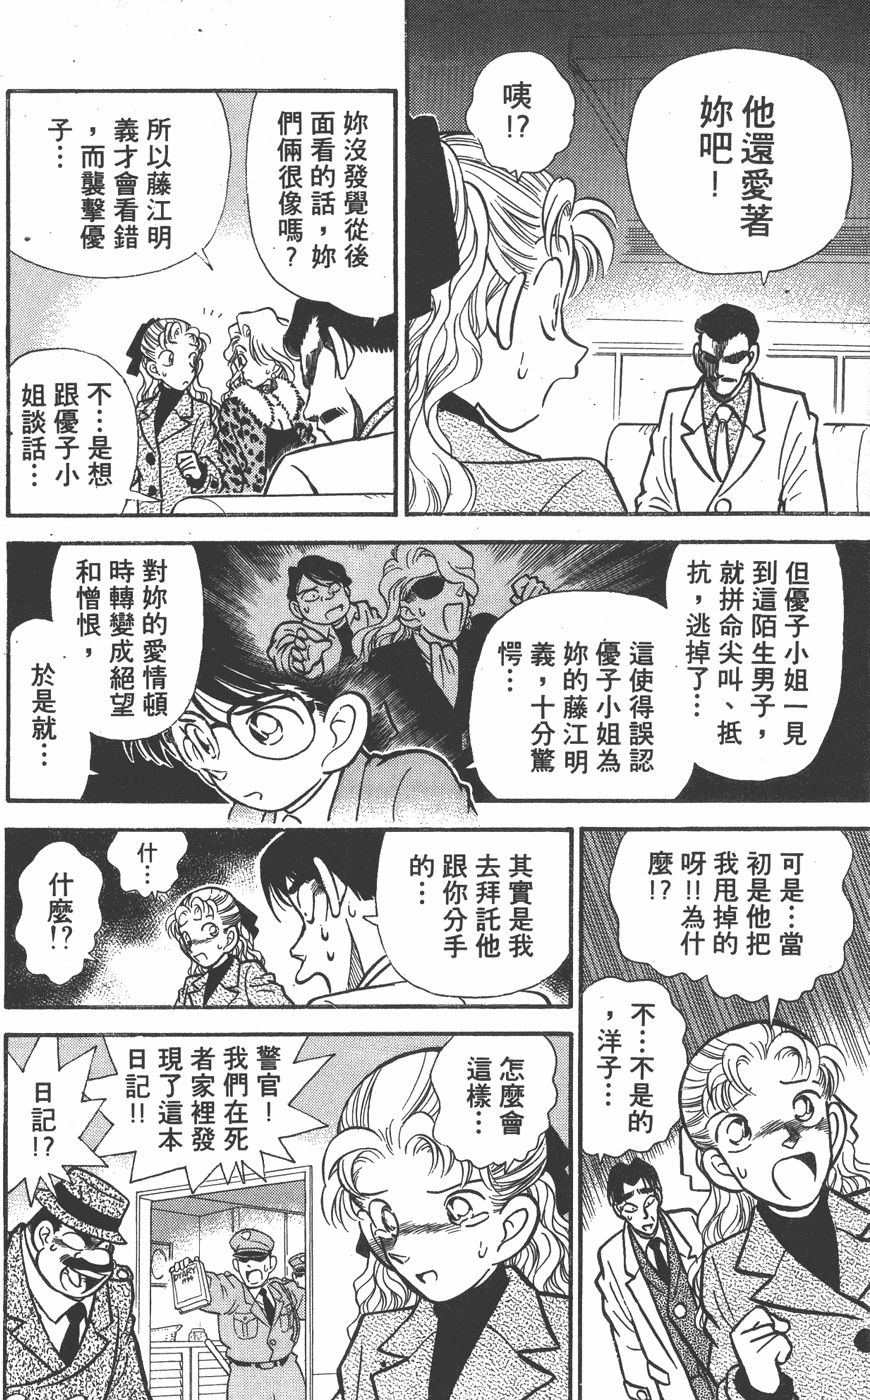 他還愛著
妳吧！
咦!?
妳沒發覺從後
面看的話，妳
們倆很像嗎？
所以藤江明
義才會看錯
，而襲擊優
子…
不…是想
跟優子小
姐談話…
但優子小姐一見
到這陌生男子，
就拼命尖叫、抵
抗，逃掉了…
這使得誤認
優子小姐為
妳的藤江明
義，十分驚
愕…
對妳的愛情頓
時轉變成絕望
和憎恨，
於是就…
可是…當
初是他把
我甩掉的
呀!!為什
麼!?
不…不是的
，洋子…
其實是我
去拜託他
跟你分手
的…
什…
什麼!?
怎麼會
這樣…
警官！
我們在死
者家裡發
現了這本
日記!!
DIARY
日記!?